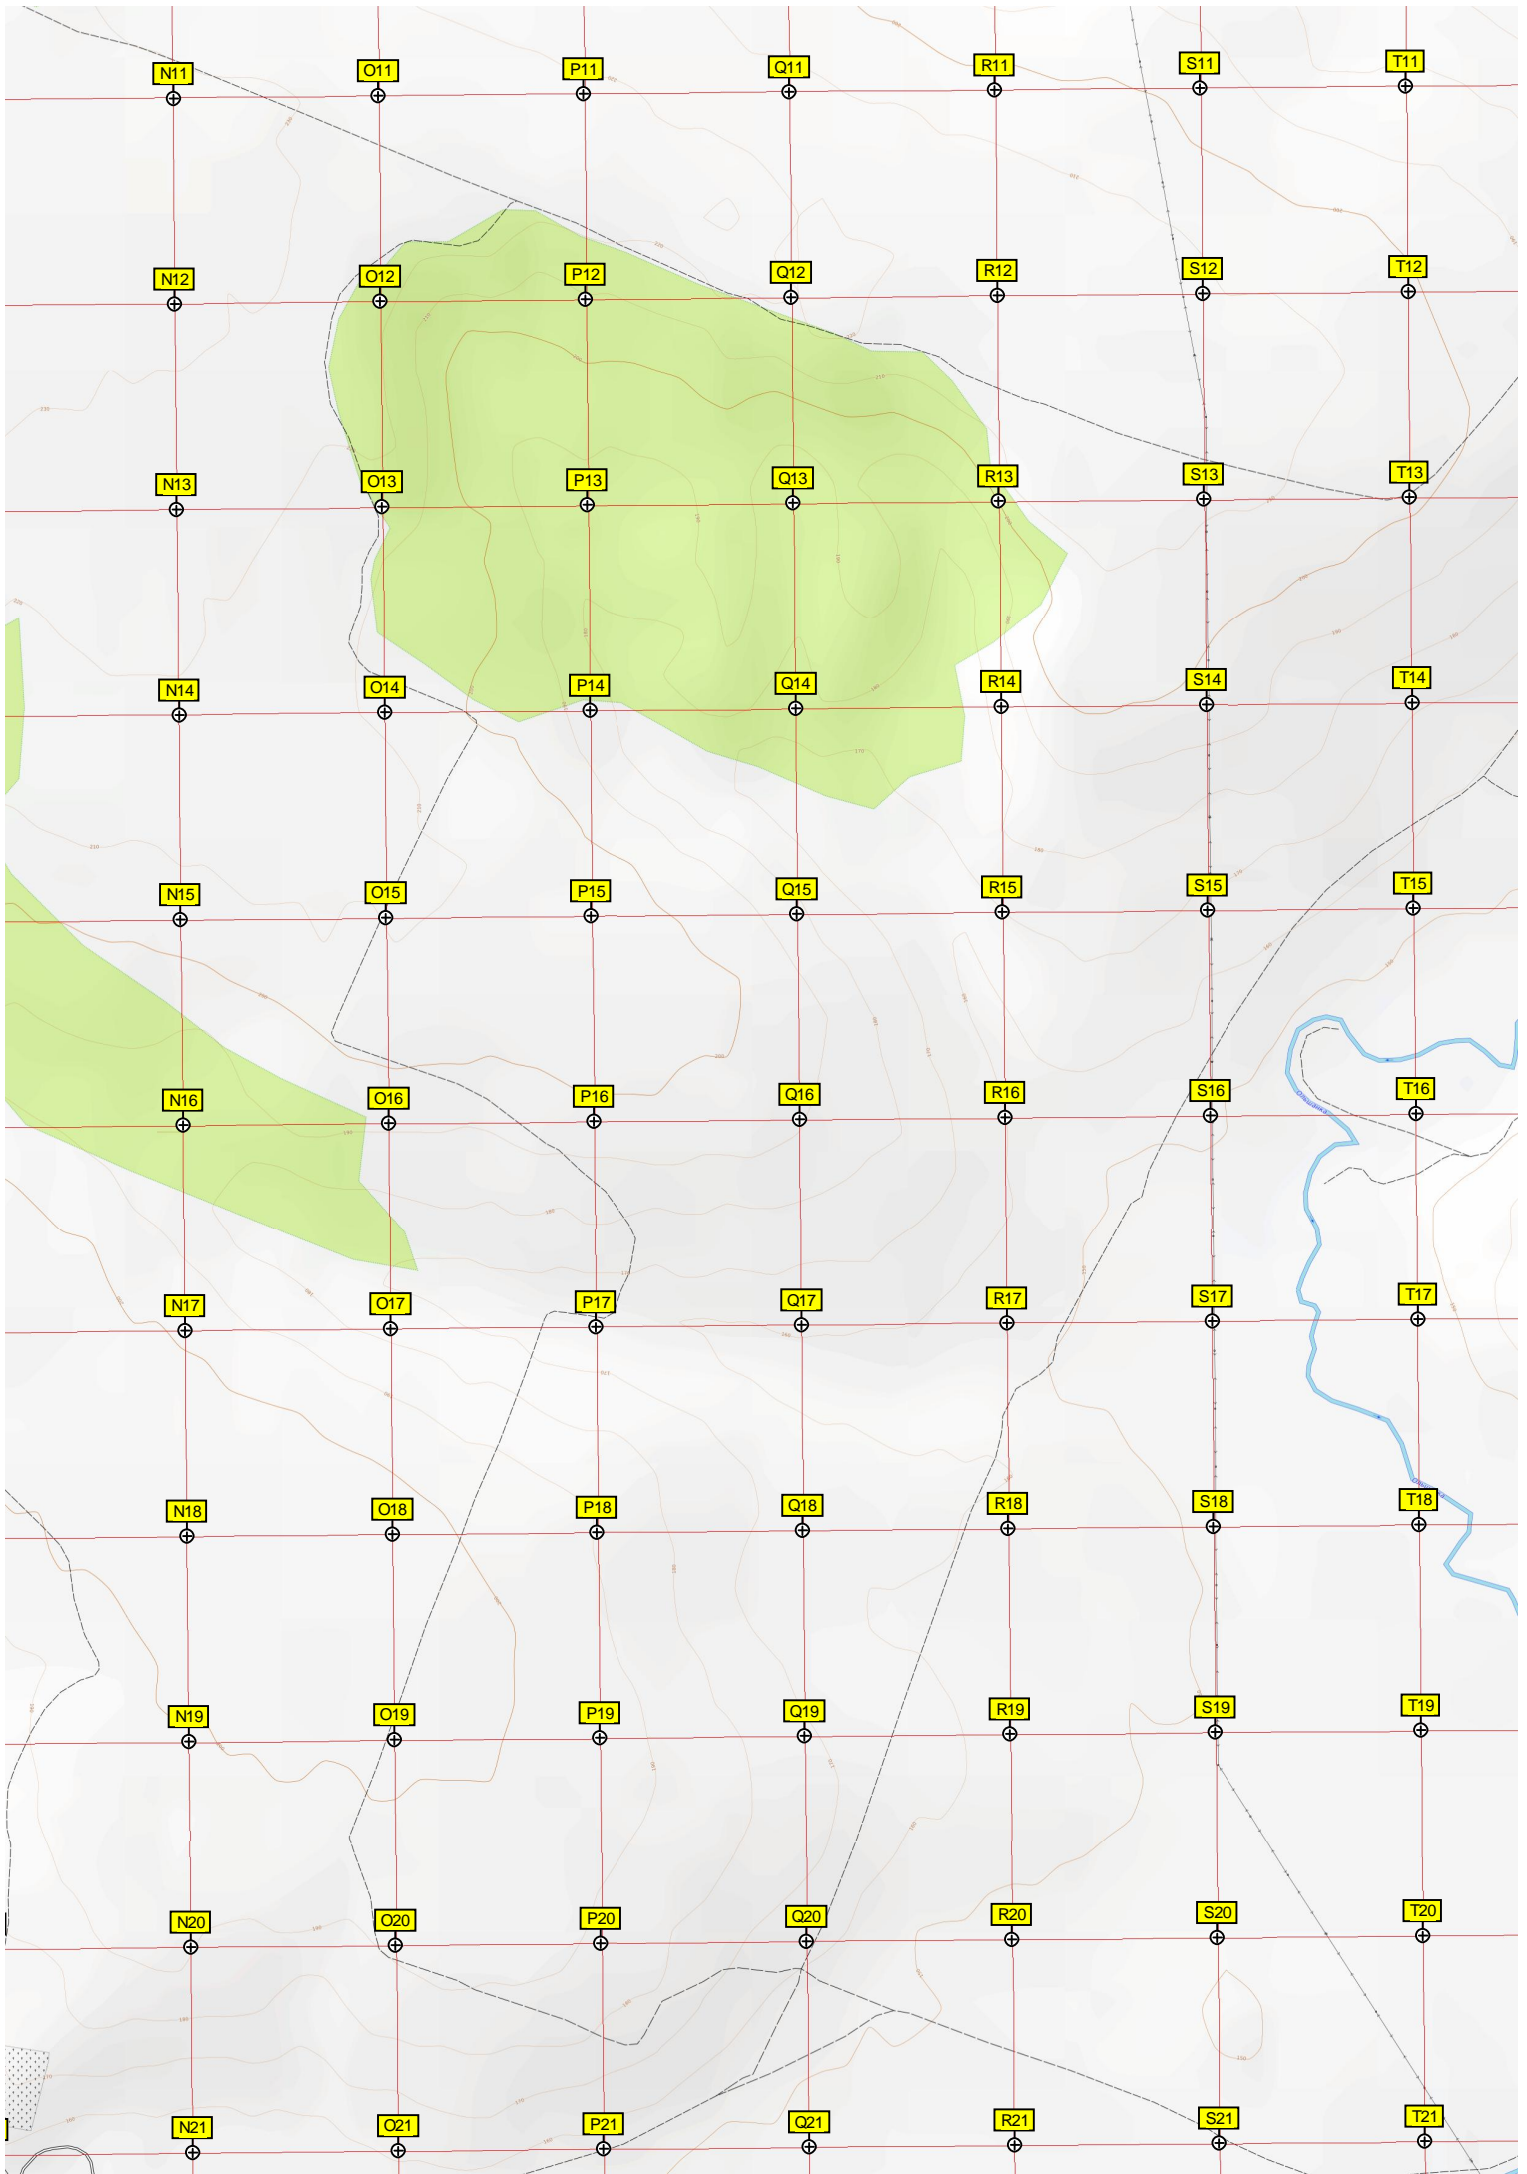 N11 O11 P11 Q11 R11 S11 T11
N12 O12 P12 Q12 R12 S12 T12
N13 O13 P13 Q13 R13 S13 T13
N14 O14 P14 Q14 R14 S14 T14
N15 O15 P15 Q15 R15 S15 T15
N16 O16 P16 Q16 R16 S16 T16
N17 O17 P17 Q17 R17 S17 T17
N18 O18 P18 Q18 R18 S18 T18
N19 O19 P19 Q19 R19 S19 T19
N20 O20 P20 Q20 R20 S20 T20
N21 O21 P21 Q21 R21 S21 T21